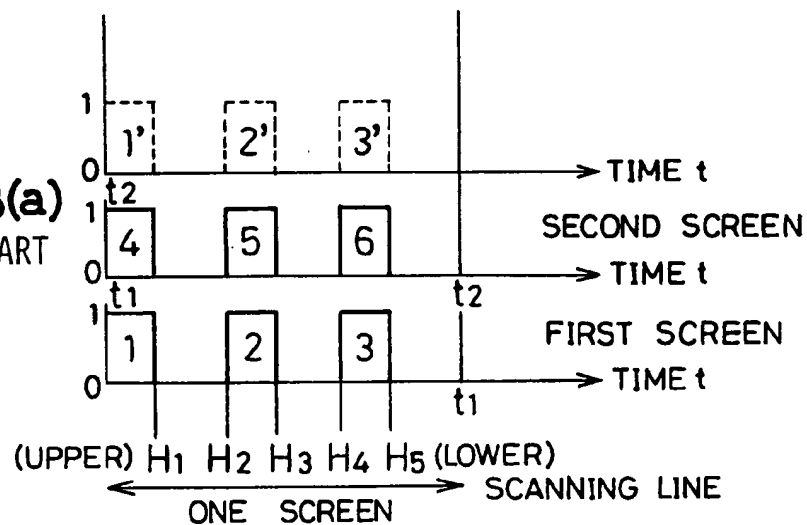 1
1' 2' 3'
0
TIME t
(a)
t2
1
4 5 6
SECOND SCREEN
ART
0
TIME t
t1
t2
1
1 2 3
FIRST SCREEN
0
TIME t
t1
(UPPER) H1 H2 H3 H4 H5 (LOWER)
SCANNING LINE
ONE SCREEN